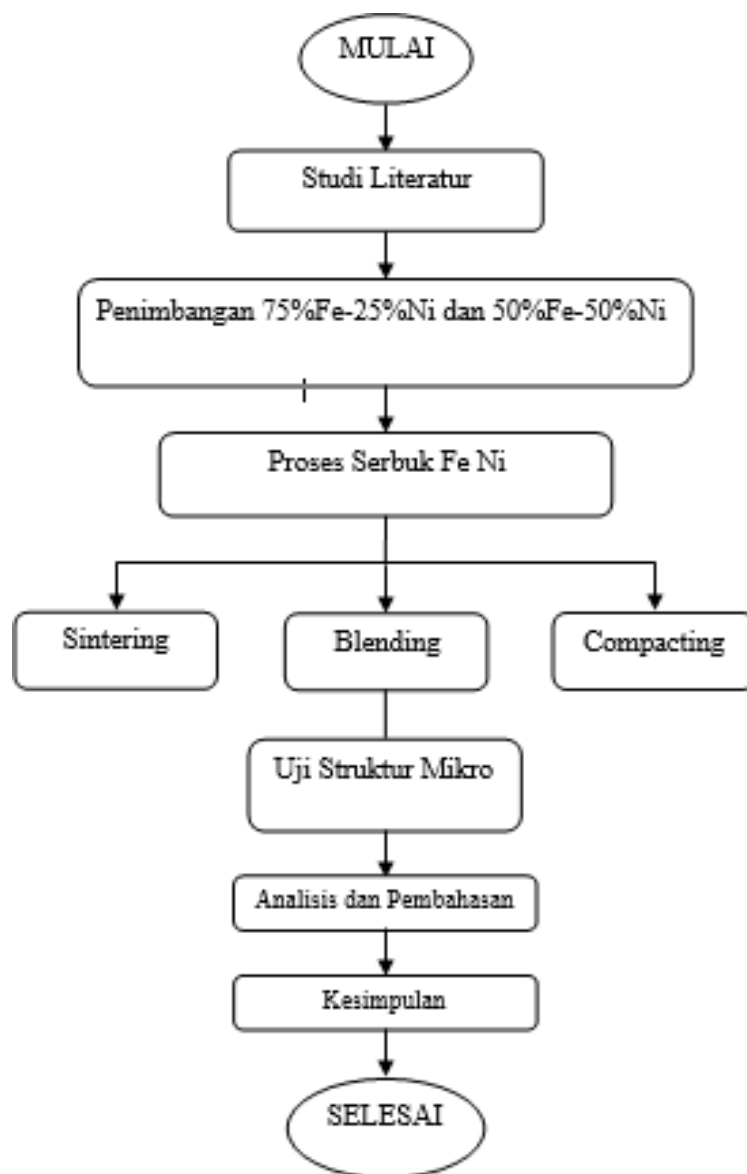 MULAI
Studi Literatur
Penimbangan 75%Fe-25%Ni dan 50%Fe-50%Ni
Proses Serbuk Fe Ni
Sintering
Blending
Compacting
Uji Struktur Mikro
Analisis dan Pembahasan
Kesimpulan
SELESAI